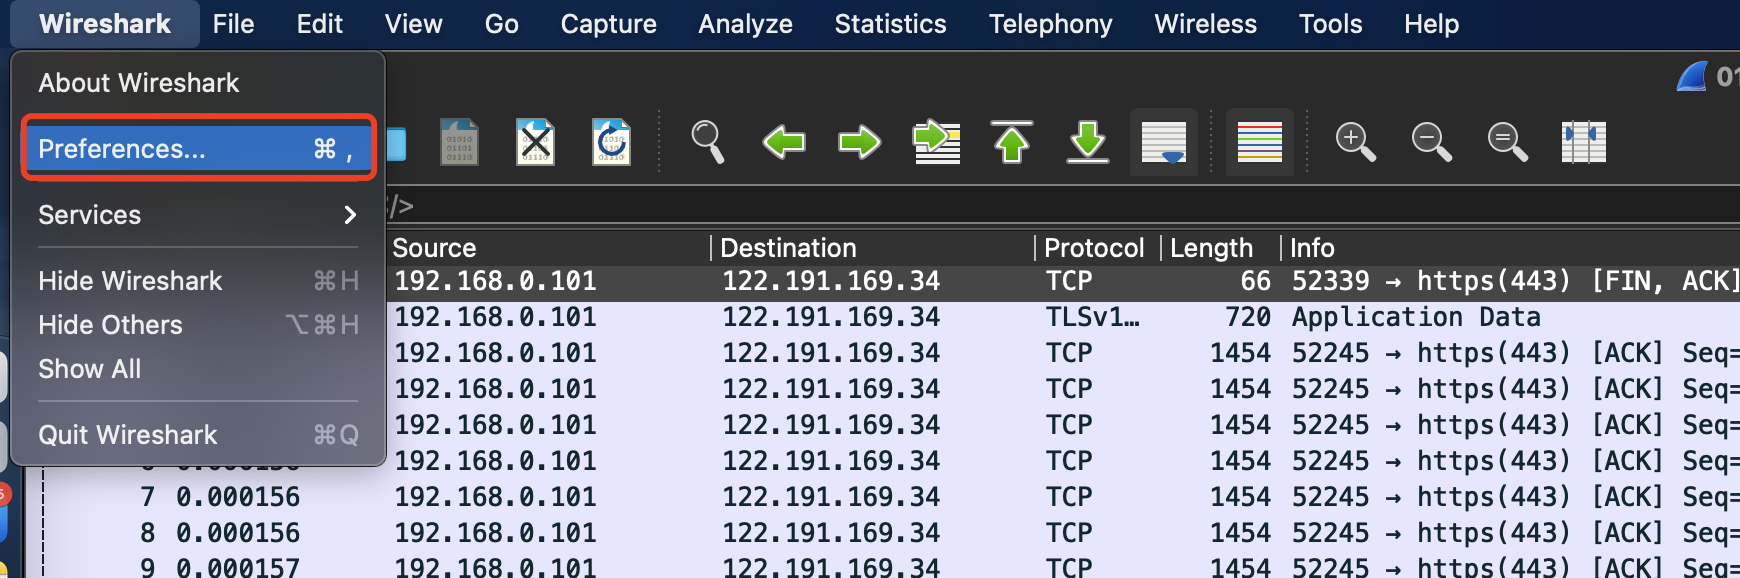 Wireshark File Edit View Go Capture Analyze Statistics Telephony Wireless Tools Help
About Wireshark
Preferences... ⌘ ,
Services
Hide Wireshark ⌘H
Hide Others ⌥⌘H
Show All
Quit Wireshark ⌘Q
/>
Source Destination Protocol Length Info
192.168.0.101 122.191.169.34 TCP 66 52339 → https(443) [FIN, ACK]
192.168.0.101 122.191.169.34 TLSv1… 720 Application Data
192.168.0.101 122.191.169.34 TCP 1454 52245 → https(443) [ACK] Seq=
192.168.0.101 122.191.169.34 TCP 1454 52245 → https(443) [ACK] Seq=
192.168.0.101 122.191.169.34 TCP 1454 52245 → https(443) [ACK] Seq=
192.168.0.101 122.191.169.34 TCP 1454 52245 → https(443) [ACK] Seq=
7 0.000156 192.168.0.101 122.191.169.34 TCP 1454 52245 → https(443) [ACK] Seq=
8 0.000156 192.168.0.101 122.191.169.34 TCP 1454 52245 → https(443) [ACK] Seq=
9 0.000157 192.168.0.101 122.191.169.34 TCP 1454 52245 → https(443) [ACK] Seq=